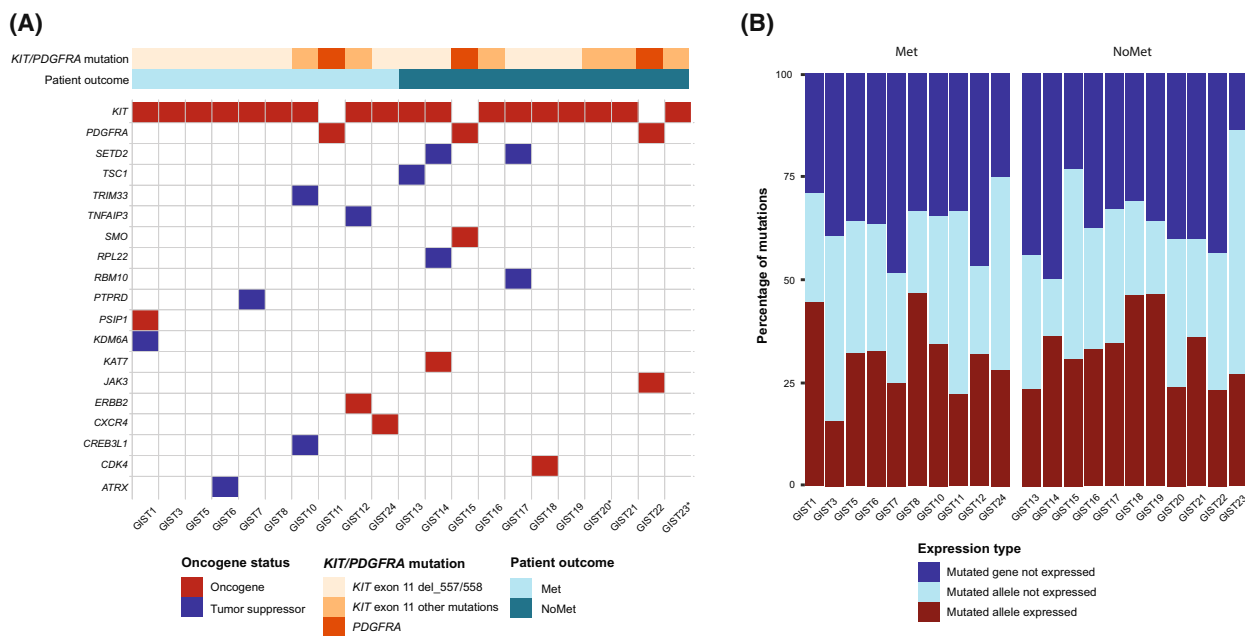 (A)
KIT/PDGFRA mutation
Patient outcome
KIT
PDGFRA
SETD2
TSC1
TRIM33
TNFAIP3
SMO
RPL22
RBM10
PTPRD
PSIP1
KDM6A
KAT7
JAK3
ERBB2
CXCR4
CREB3L1
CDK4
ATRX
GIST1 GIST3 GIST5 GIST6 GIST7 GIST8 GIST10 GIST11 GIST12 GIST24 GIST13 GIST14 GIST15 GIST16 GIST17 GIST18 GIST19 GIST20* GIST21 GIST22 GIST23*
Oncogene status
Oncogene
Tumor suppressor
KIT/PDGFRA mutation
KIT exon 11 del_557/558
KIT exon 11 other mutations
PDGFRA
Patient outcome
Met
NoMet
(B)
Met NoMet
Percentage of mutations
100
75
50
25
0
GIST1 GIST3 GIST5 GIST6 GIST7 GIST8 GIST10 GIST11 GIST12 GIST24 GIST13 GIST14 GIST15 GIST16 GIST17 GIST18 GIST19 GIST20 GIST21 GIST22 GIST23
Expression type
Mutated gene not expressed
Mutated allele not expressed
Mutated allele expressed